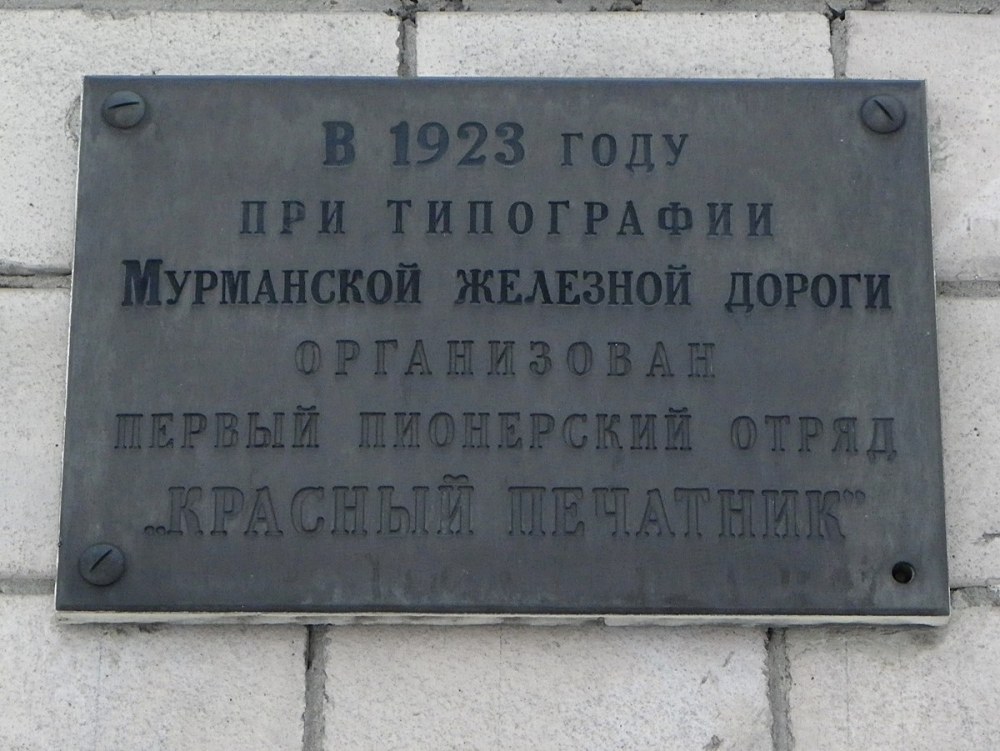 В 1923 ГОДУ
ПРИ ТИПОГРАФИИ
МУРМАНСКОЙ ЖЕЛЕЗНОЙ ДОРОГИ
ОРГАНИЗОВАН
ПЕРВЫЙ ПИОНЕРСКИЙ ОТРЯД
„КРАСНЫЙ ПЕЧАТНИК”